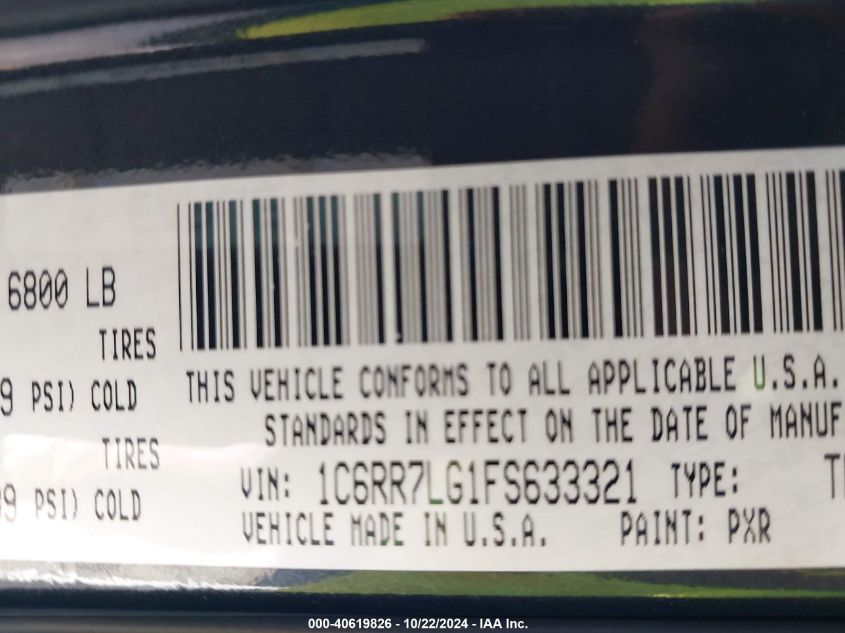 6800 LB
TIRES
9 PSI) COLD
TIRES
39 PSI) COLD
THIS VEHICLE CONFORMS TO ALL APPLICABLE U.S.A.
STANDARDS IN EFFECT ON THE DATE OF MANUF
VIN: 1C6RR7LG1FS633321 TYPE:
VEHICLE MADE IN U.S.A. PAINT: PXR
000-40619826 - 10/22/2024 - IAA Inc.